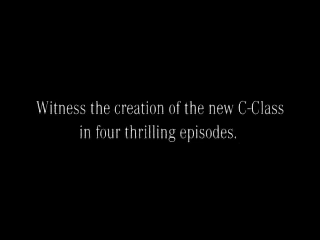 Witness the creation of the new C-Class
in four thrilling episodes.